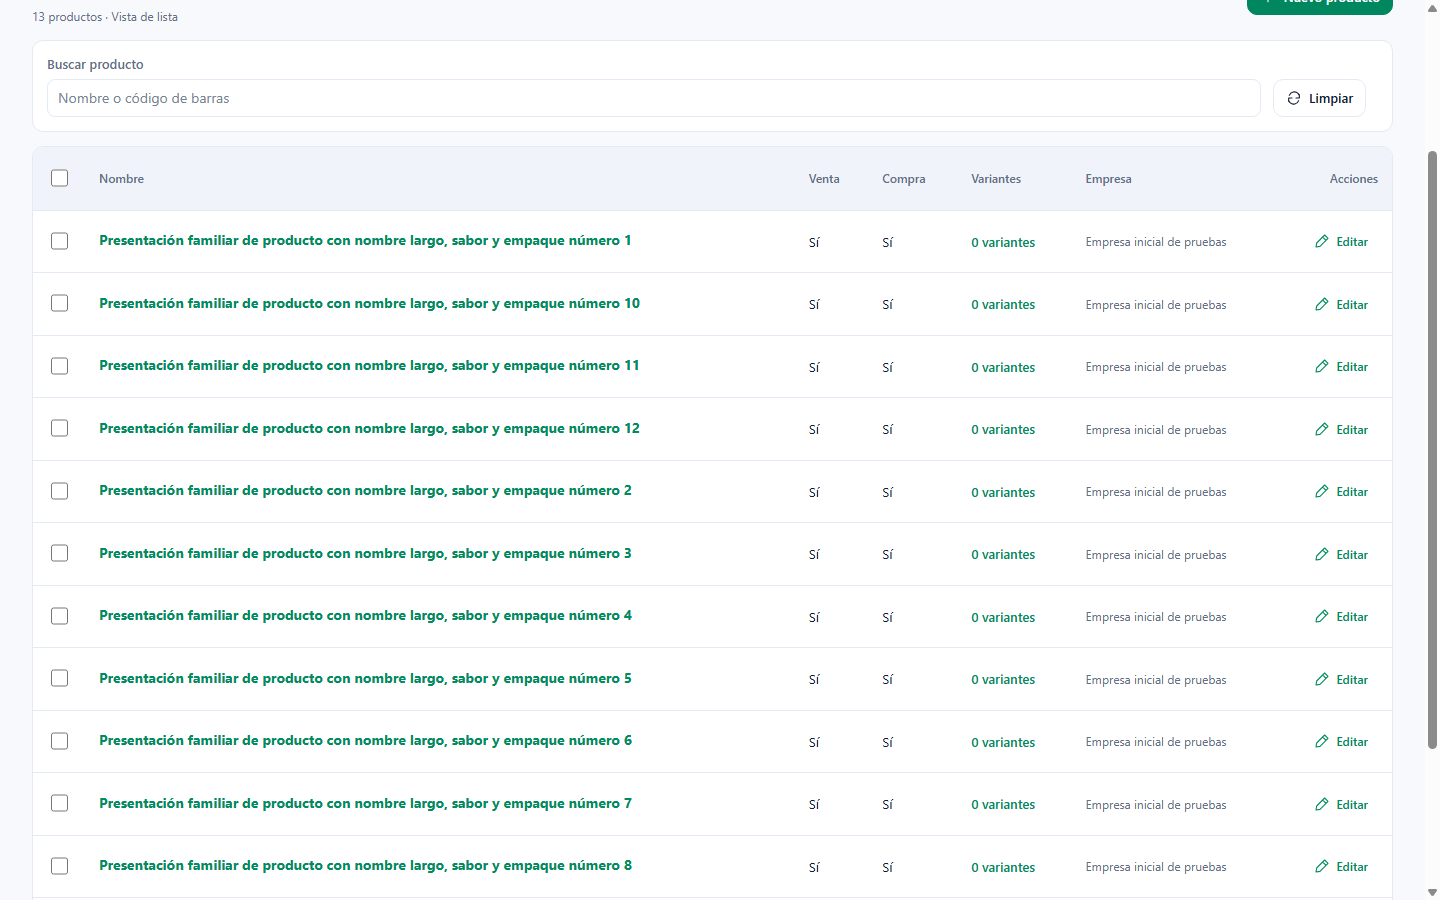 13 productos · Vista de lista
Nuevo producto
Buscar producto
Nombre o código de barras
Limpiar
Nombre Venta Compra Variantes Empresa Acciones
Presentación familiar de producto con nombre largo, sabor y empaque número 1 Sí Sí 0 variantes Empresa inicial de pruebas Editar
Presentación familiar de producto con nombre largo, sabor y empaque número 10 Sí Sí 0 variantes Empresa inicial de pruebas Editar
Presentación familiar de producto con nombre largo, sabor y empaque número 11 Sí Sí 0 variantes Empresa inicial de pruebas Editar
Presentación familiar de producto con nombre largo, sabor y empaque número 12 Sí Sí 0 variantes Empresa inicial de pruebas Editar
Presentación familiar de producto con nombre largo, sabor y empaque número 2 Sí Sí 0 variantes Empresa inicial de pruebas Editar
Presentación familiar de producto con nombre largo, sabor y empaque número 3 Sí Sí 0 variantes Empresa inicial de pruebas Editar
Presentación familiar de producto con nombre largo, sabor y empaque número 4 Sí Sí 0 variantes Empresa inicial de pruebas Editar
Presentación familiar de producto con nombre largo, sabor y empaque número 5 Sí Sí 0 variantes Empresa inicial de pruebas Editar
Presentación familiar de producto con nombre largo, sabor y empaque número 6 Sí Sí 0 variantes Empresa inicial de pruebas Editar
Presentación familiar de producto con nombre largo, sabor y empaque número 7 Sí Sí 0 variantes Empresa inicial de pruebas Editar
Presentación familiar de producto con nombre largo, sabor y empaque número 8 Sí Sí 0 variantes Empresa inicial de pruebas Editar